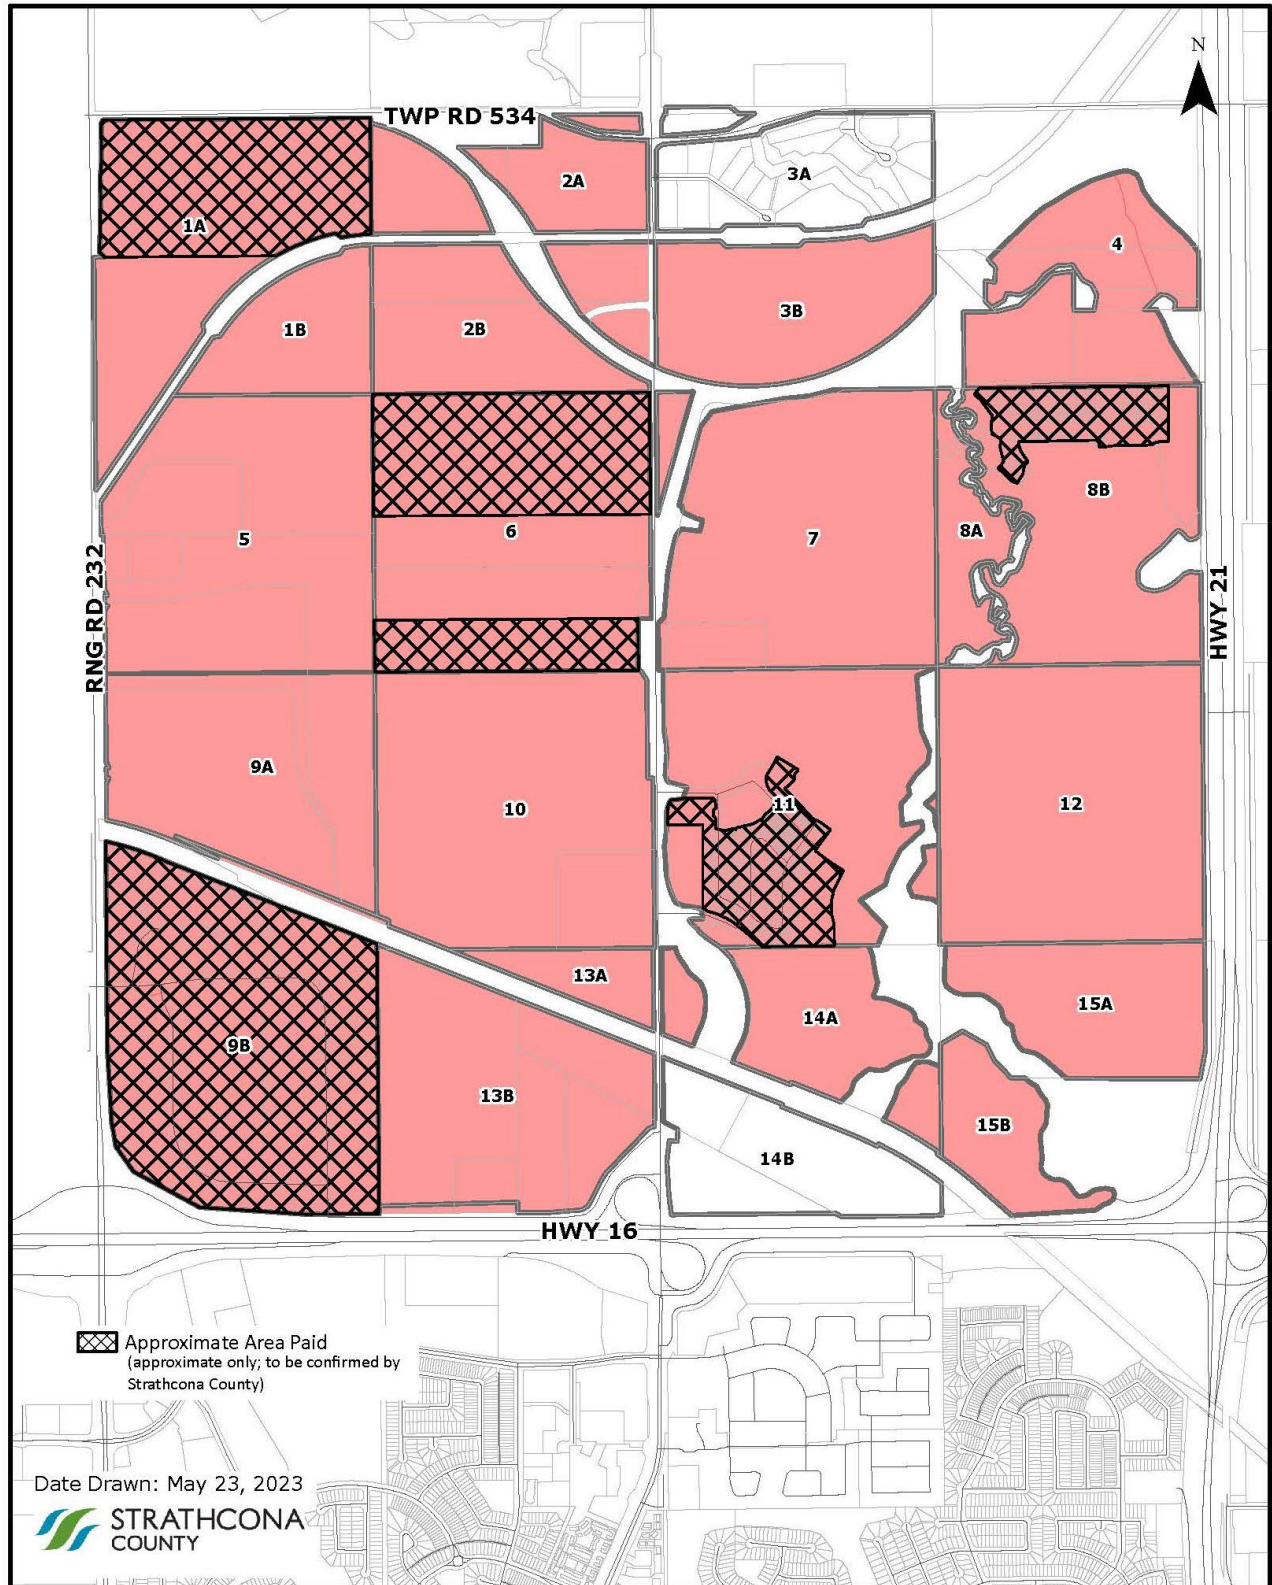 N
TWP RD 534
3A
2A
1A
4
3B
1B
2B
8B
6
8A
5
7
RNG RD 232
HWY 21
9A
11
12
10
13A
15A
14A
9B
13B
15B
14B
HWY 16
Approximate Area Paid
(approximate only; to be confirmed by
Strathcona County)
Date Drawn: May 23, 2023
STRATHCONA
COUNTY